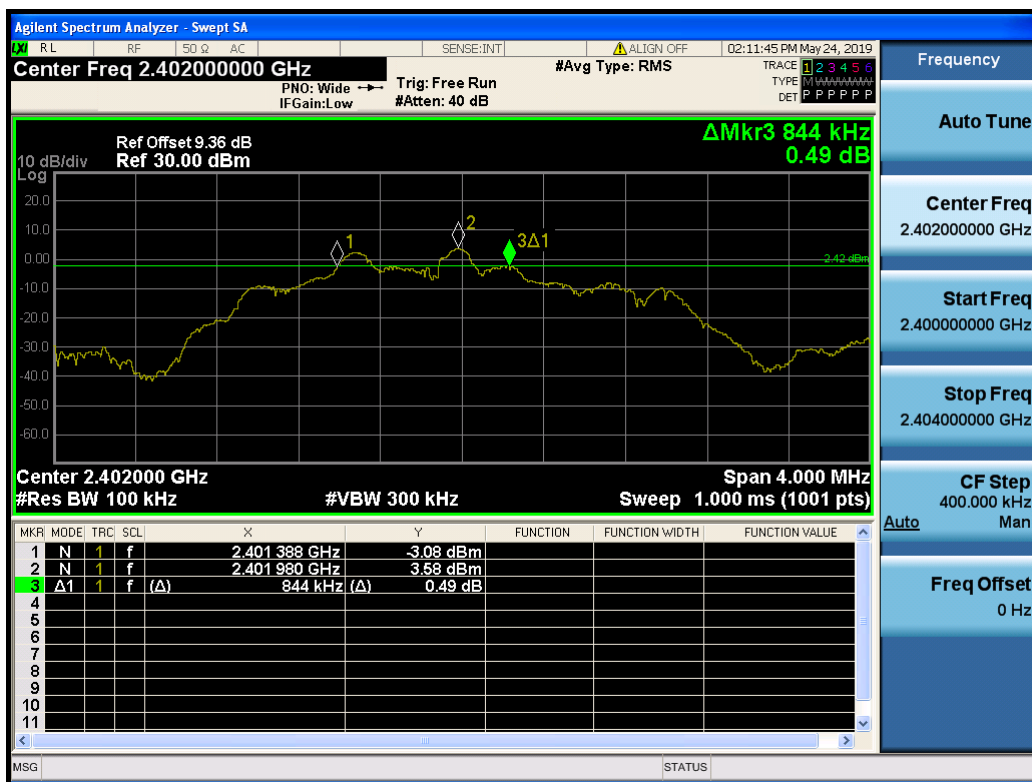 Agilent Spectrum Analyzer - Swept SA
LXI RL RF 50 Ω AC SENSE:INT ALIGN OFF 02:11:45 PM May 24, 2019
Center Freq 2.402000000 GHz
PNO: Wide
IFGain:Low
Trig: Free Run
#Atten: 40 dB
#Avg Type: RMS
TRACE 1 2 3 4 5 6
TYPE M WWWWW
DET P P P P P P
Ref Offset 9.36 dB
10 dB/div Ref 30.00 dBm
Log
ΔMkr3 844 kHz
0.49 dB
20.0
10.0
0.00
-10.0
-20.0
-30.0
-40.0
-50.0
-60.0
1
2
3Δ1
-2.42 dBm
Center 2.402000 GHz Span 4.000 MHz
#Res BW 100 kHz #VBW 300 kHz Sweep 1.000 ms (1001 pts)
MKR MODE TRC SCL X Y FUNCTION FUNCTION WIDTH FUNCTION VALUE
1 N 1 f 2.401 388 GHz -3.08 dBm
2 N 1 f 2.401 980 GHz 3.58 dBm
3 Δ1 1 f (Δ) 844 kHz (Δ) 0.49 dB
4
5
6
7
8
9
10
11
MSG STATUS
Frequency
Auto Tune
Center Freq
2.402000000 GHz
Start Freq
2.400000000 GHz
Stop Freq
2.404000000 GHz
CF Step
400.000 kHz
Auto Man
Freq Offset
0 Hz